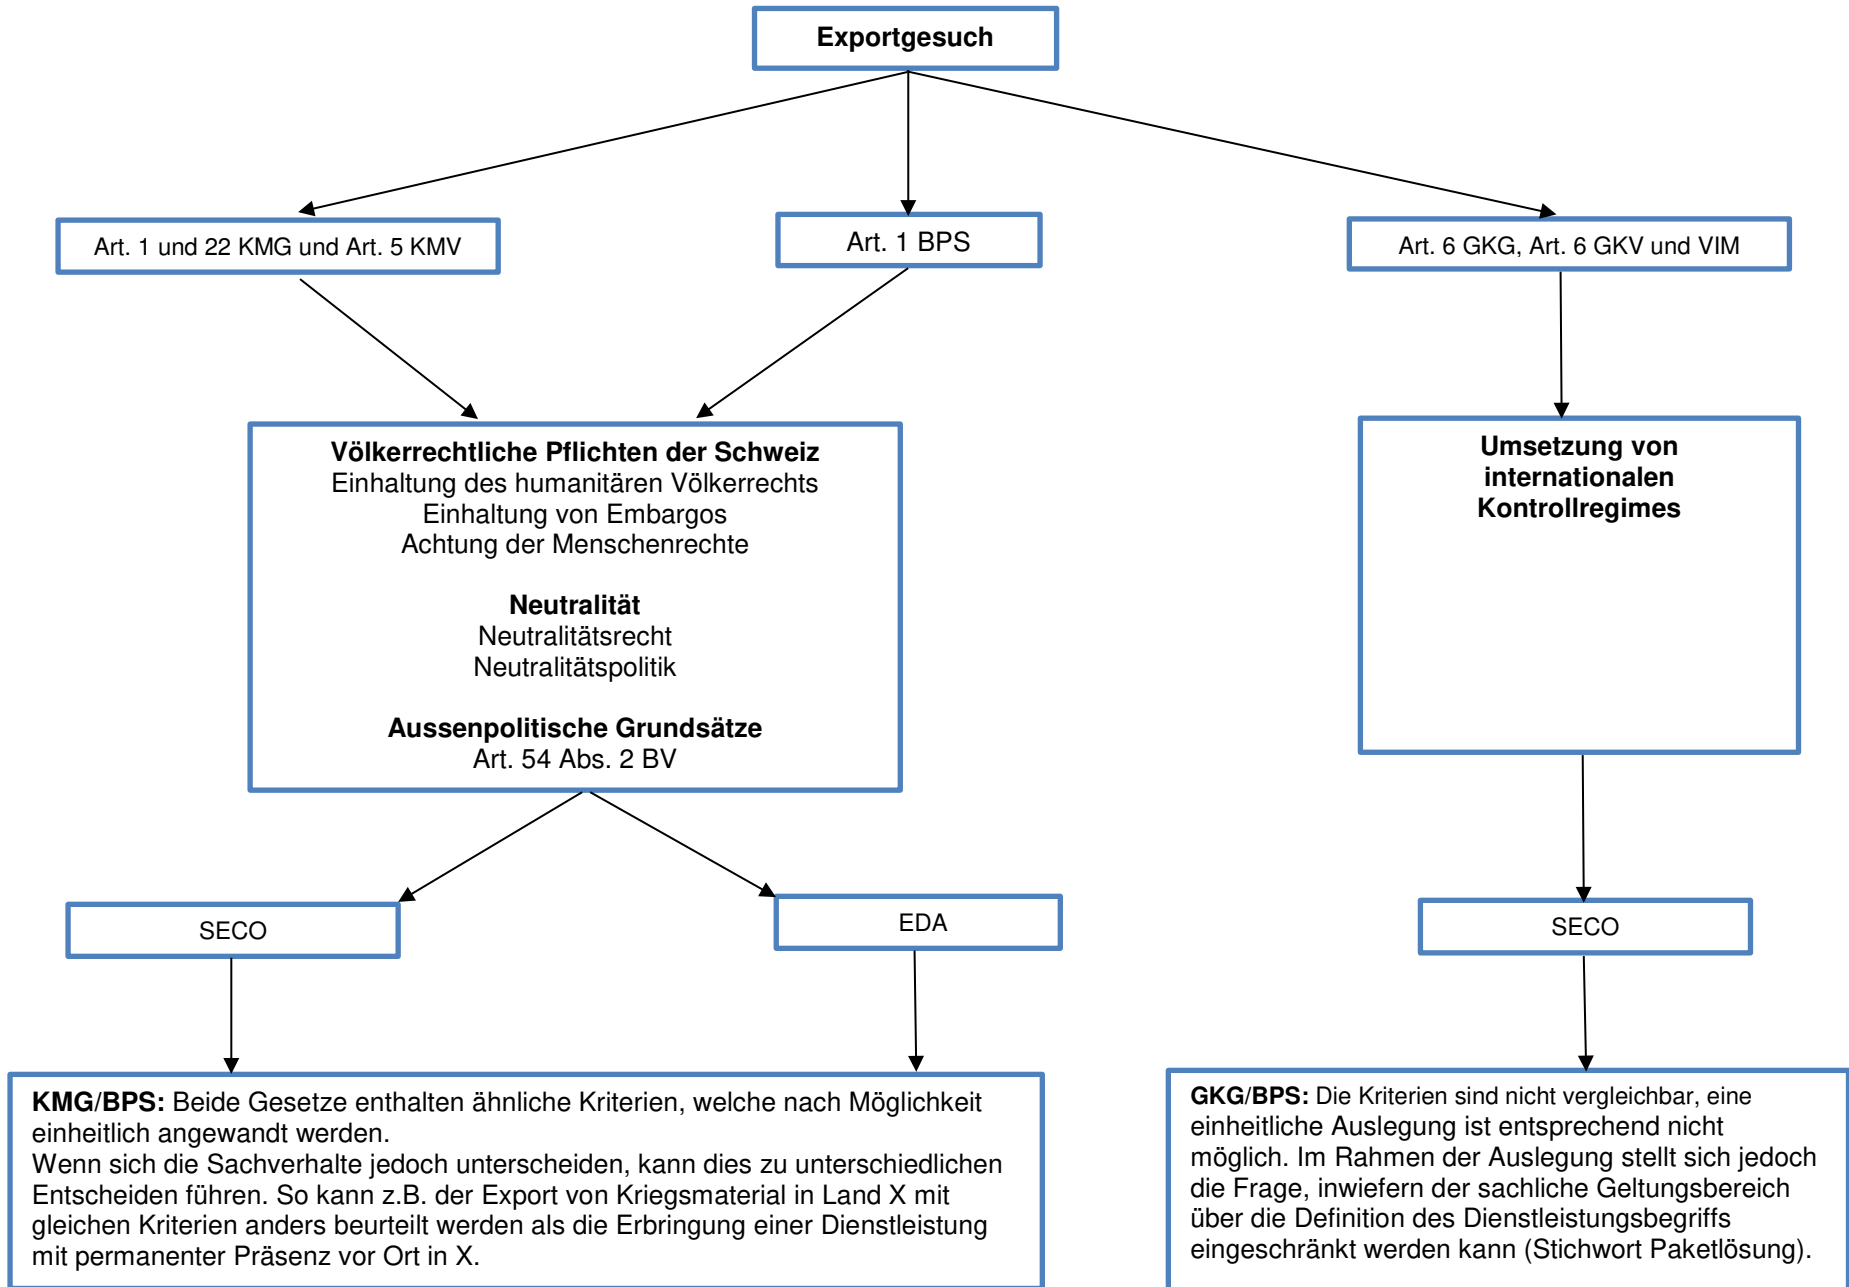 Exportgesuch
Art. 1 und 22 KMG und Art. 5 KMV
Art. 1 BPS
Art. 6 GKG, Art. 6 GKV und VIM
Völkerrechtliche Pflichten der Schweiz
Einhaltung des humanitären Völkerrechts
Einhaltung von Embargos
Achtung der Menschenrechte
Neutralität
Neutralitätsrecht
Neutralitätspolitik
Aussenpolitische Grundsätze
Art. 54 Abs. 2 BV
Umsetzung von
internationalen
Kontrollregimes
SECO
EDA
SECO
KMG/BPS: Beide Gesetze enthalten ähnliche Kriterien, welche nach Möglichkeit
einheitlich angewandt werden.
Wenn sich die Sachverhalte jedoch unterscheiden, kann dies zu unterschiedlichen
Entscheiden führen. So kann z.B. der Export von Kriegsmaterial in Land X mit
gleichen Kriterien anders beurteilt werden als die Erbringung einer Dienstleistung
mit permanenter Präsenz vor Ort in X.
GKG/BPS: Die Kriterien sind nicht vergleichbar, eine
einheitliche Auslegung ist entsprechend nicht
möglich. Im Rahmen der Auslegung stellt sich jedoch
die Frage, inwiefern der sachliche Geltungsbereich
über die Definition des Dienstleistungsbegriffs
eingeschränkt werden kann (Stichwort Paketlösung).